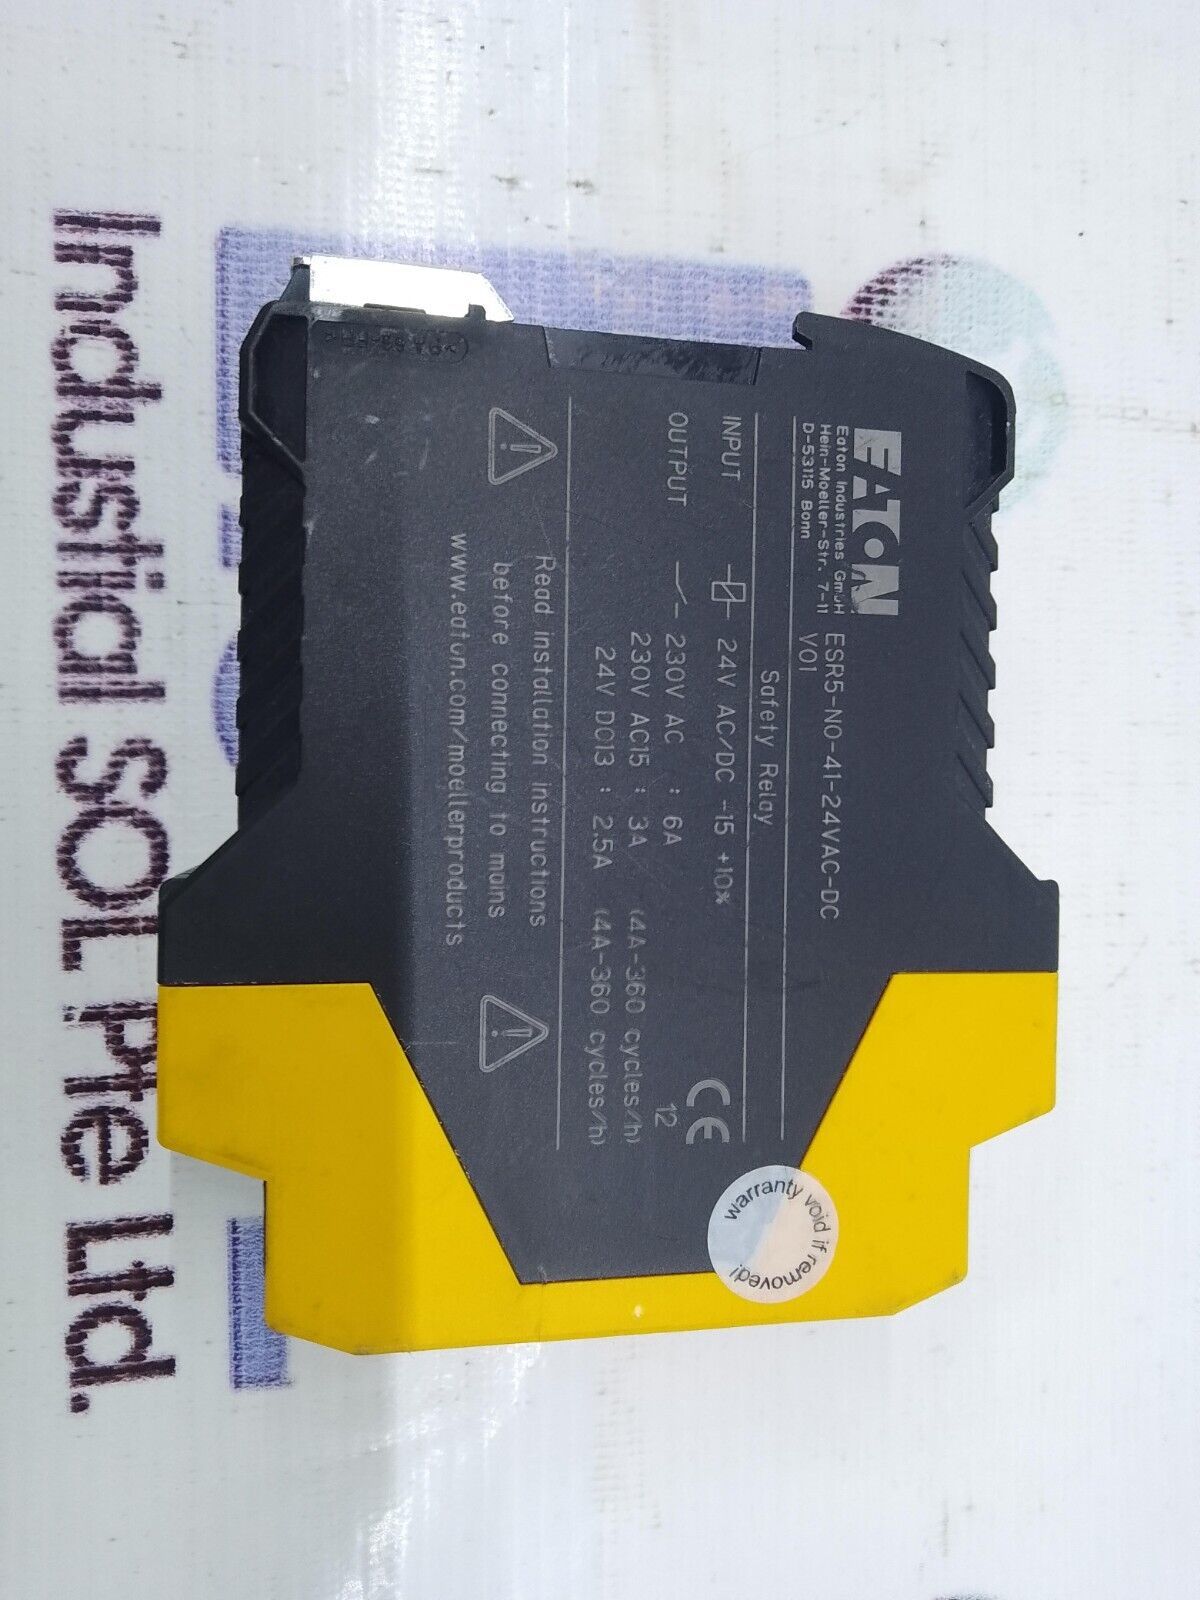 EATON
Eaton Industries GmbH
Hein-Moeller-Str. 7-11
D-53115 Bonn
ESR5-NO-41-24VAC-DC
V01
Safety Relay
INPUT 24V AC/DC -15 +10%
OUTPUT 230V AC : 6A
230V AC15 : 3A (4A-360 cycles/h)
24V DC13 : 2.5A (4A-360 cycles/h)
CE
12
Read installation instructions
before connecting to mains
www.eaton.com/moellerproducts
warranty void if removed!
Industial SOL Pte Ltd.